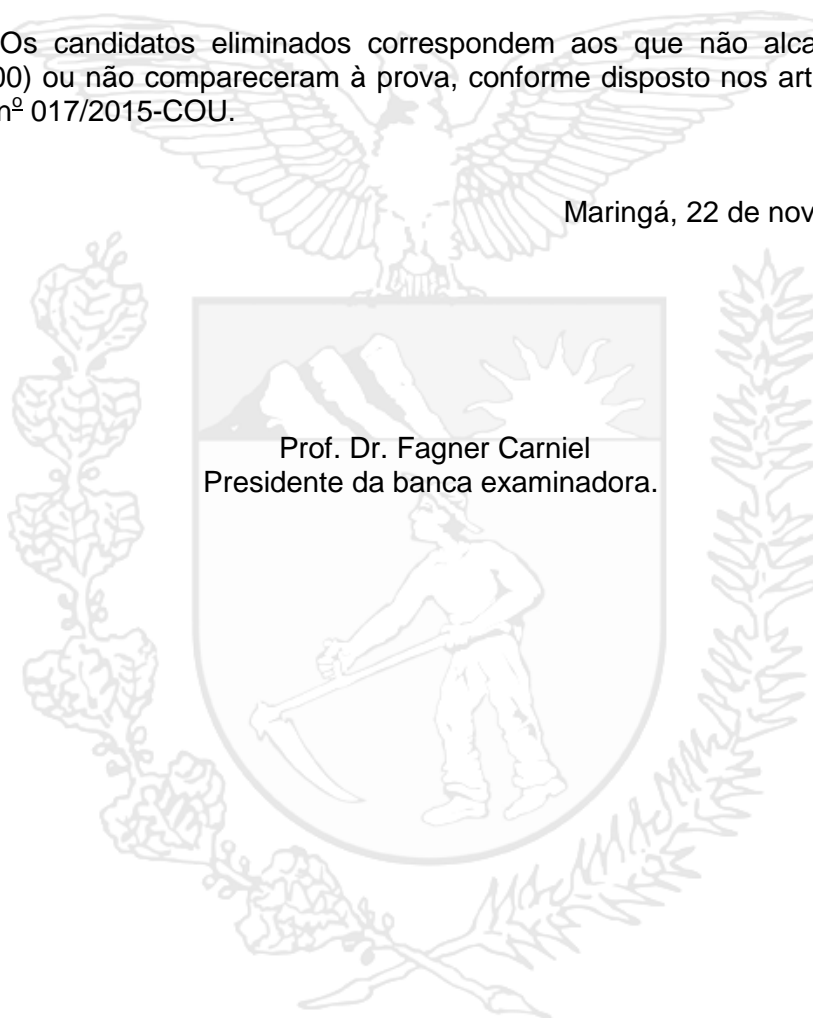 Os candidatos eliminados correspondem aos que não alca
00) ou não compareceram à prova, conforme disposto nos art
nº 017/2015-COU.
Maringá, 22 de nov
Prof. Dr. Fagner Carniel
Presidente da banca examinadora.